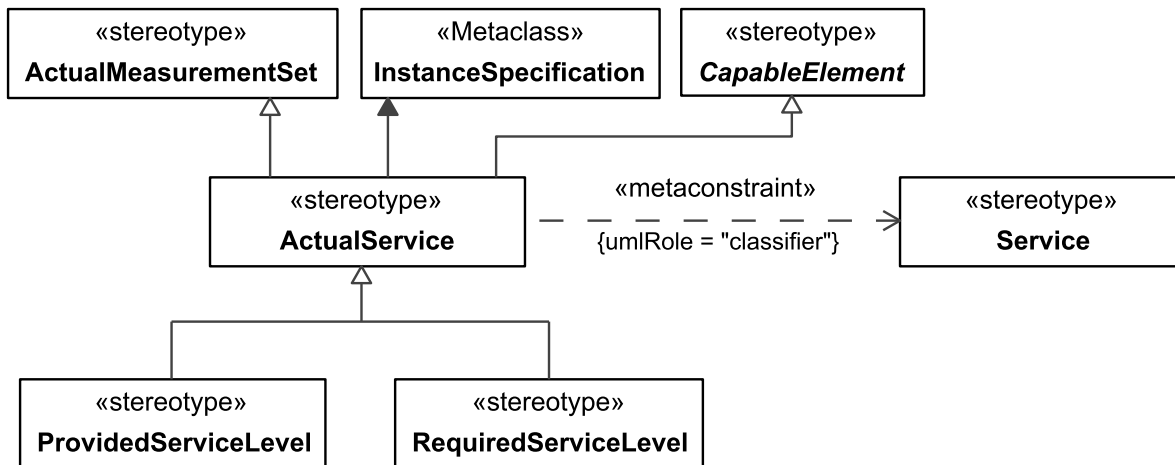 «stereotype»
ActualMeasurementSet
«Metaclass»
InstanceSpecification
«stereotype»
CapableElement
«stereotype»
ActualService
«metaconstraint»
{umlRole = "classifier"}
«stereotype»
Service
«stereotype»
ProvidedServiceLevel
«stereotype»
RequiredServiceLevel